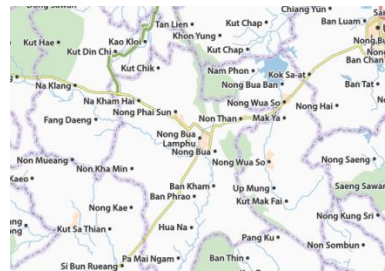 Chiang Yün
Tan Lien
Kut Chap
Ban Luam
Kao Kloi
Khon Yung
Kut Hae
Kut Din Chi
Kut Chap
Non Bua
Ban Chan
Kut Chik
Nam Phon
Kok Sa-at
Na Klang
Nong Bua Ban
Ban Tat
Na Kham Hai
Nong Wua So
Nong Hai
Nong Phai Sun
Non Than
Mak Ya
Fang Daeng
Nong Bua
Lamphu
Nong Bua
Non Mueang
Nong Wua So
Nong Saeng
Non Kha Min
Kaeo
Ban Kham
Up Mung
Saeng Sawan
Ban Phrao
Kut Mak Fai
Nong Kae
Nong Kung Sri
Kut Sa Thian
Hua Na
Pang Ku
Non Sombun
Pa Mai Ngam
Ban Thin
Si Bun Rueang